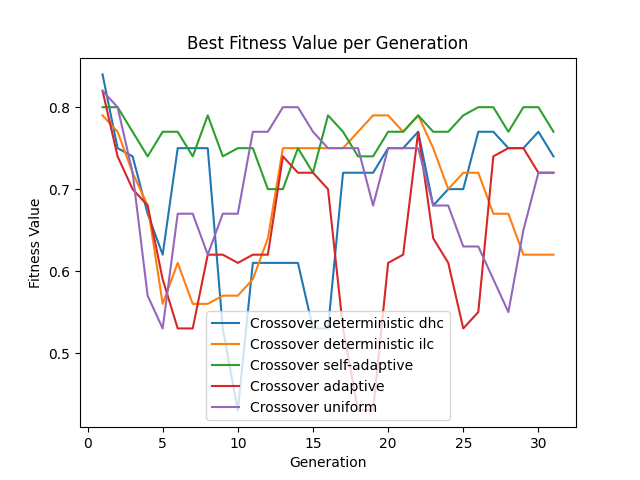 Best Fitness Value per Generation
Fitness Value
0.8
0.7
0.6
0.5
Crossover deterministic dhc
Crossover deterministic ilc
Crossover self-adaptive
Crossover adaptive
Crossover uniform
0 5 10 15 20 25 30
Generation